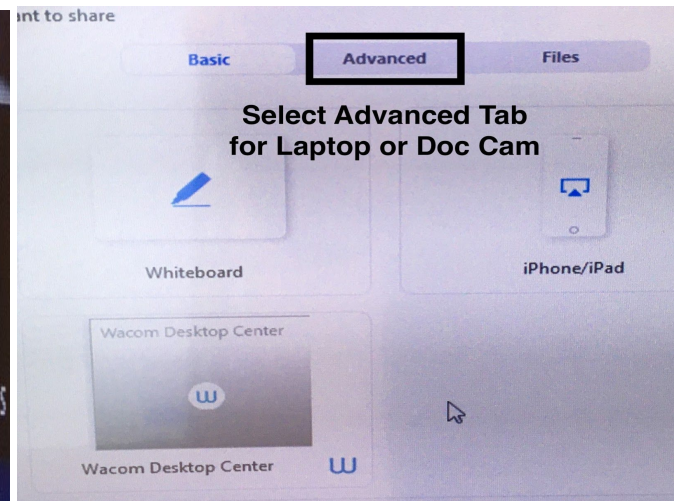 ant to share
Basic Advanced Files
Select Advanced Tab
for Laptop or Doc Cam
Whiteboard
iPhone/iPad
Wacom Desktop Center
Wacom Desktop Center